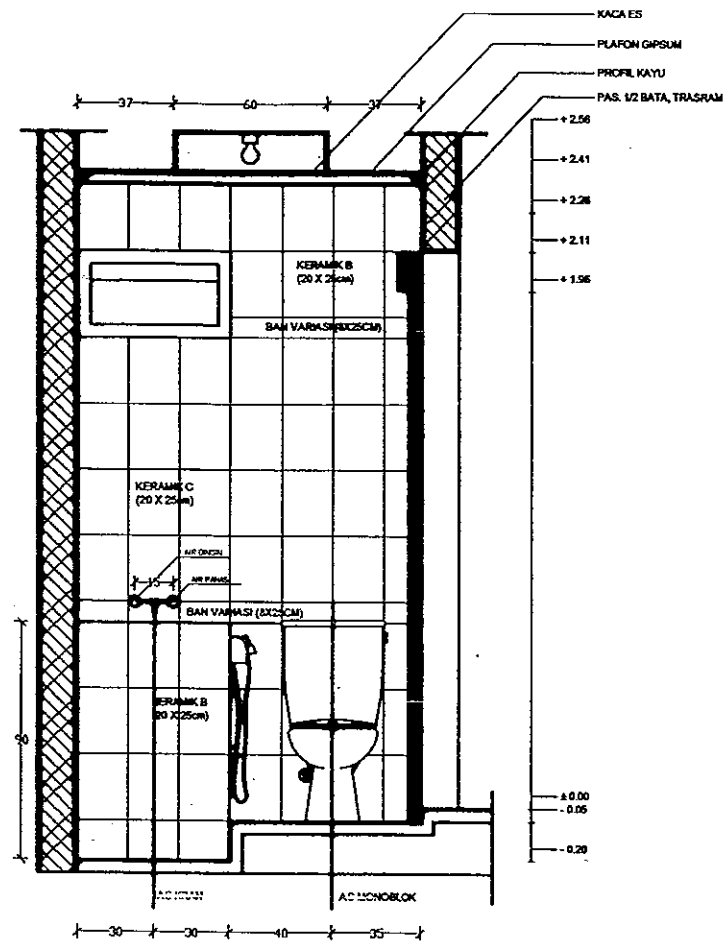 KACA ES
PLAFON GIPSUM
PROFIL KAYU
PAS. 1/2 BATA, TRASRAM
37
60
37
+ 2.56
+ 2.41
+ 2.26
+ 2.11
+ 1.96
KERAMIK B
(20 X 25cm)
BAN VARIASI (8X25CM)
KERAMIK C
(20 X 25cm)
AIR DINGIN
15
AIR PANAS
BAN VARIASI (8X25CM)
KERAMIK B
(20 X 25cm)
90
± 0.00
- 0.05
- 0.20
AS MONOBLOK
30
30
40
35